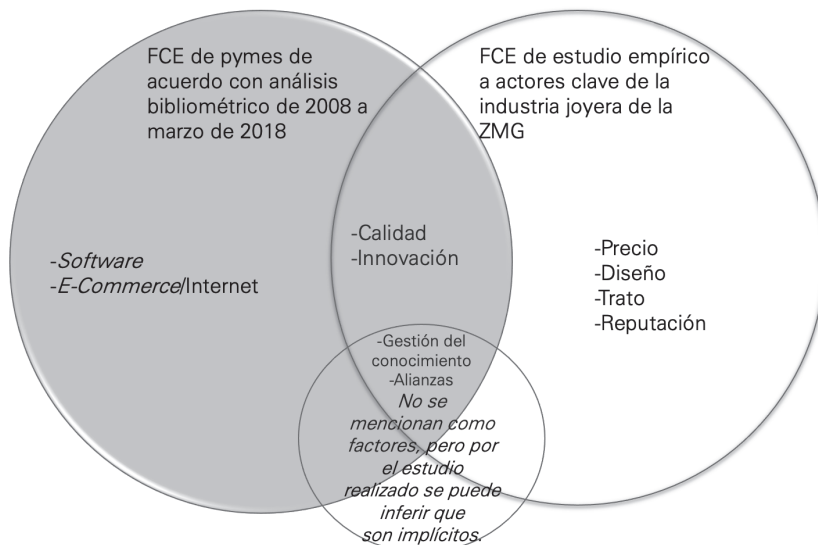 FCE de pymes de
acuerdo con análisis
bibliométrico de 2008 a
marzo de 2018
FCE de estudio empírico
a actores clave de la
industria joyera de la
ZMG
-Software
-E-Commerce/Internet
-Calidad
-Innovación
-Precio
-Diseño
-Trato
-Reputación
-Gestión del
conocimiento
-Alianzas
No se
mencionan como
factores, pero por
el estudio
realizado se puede
inferir que
son implícitos.